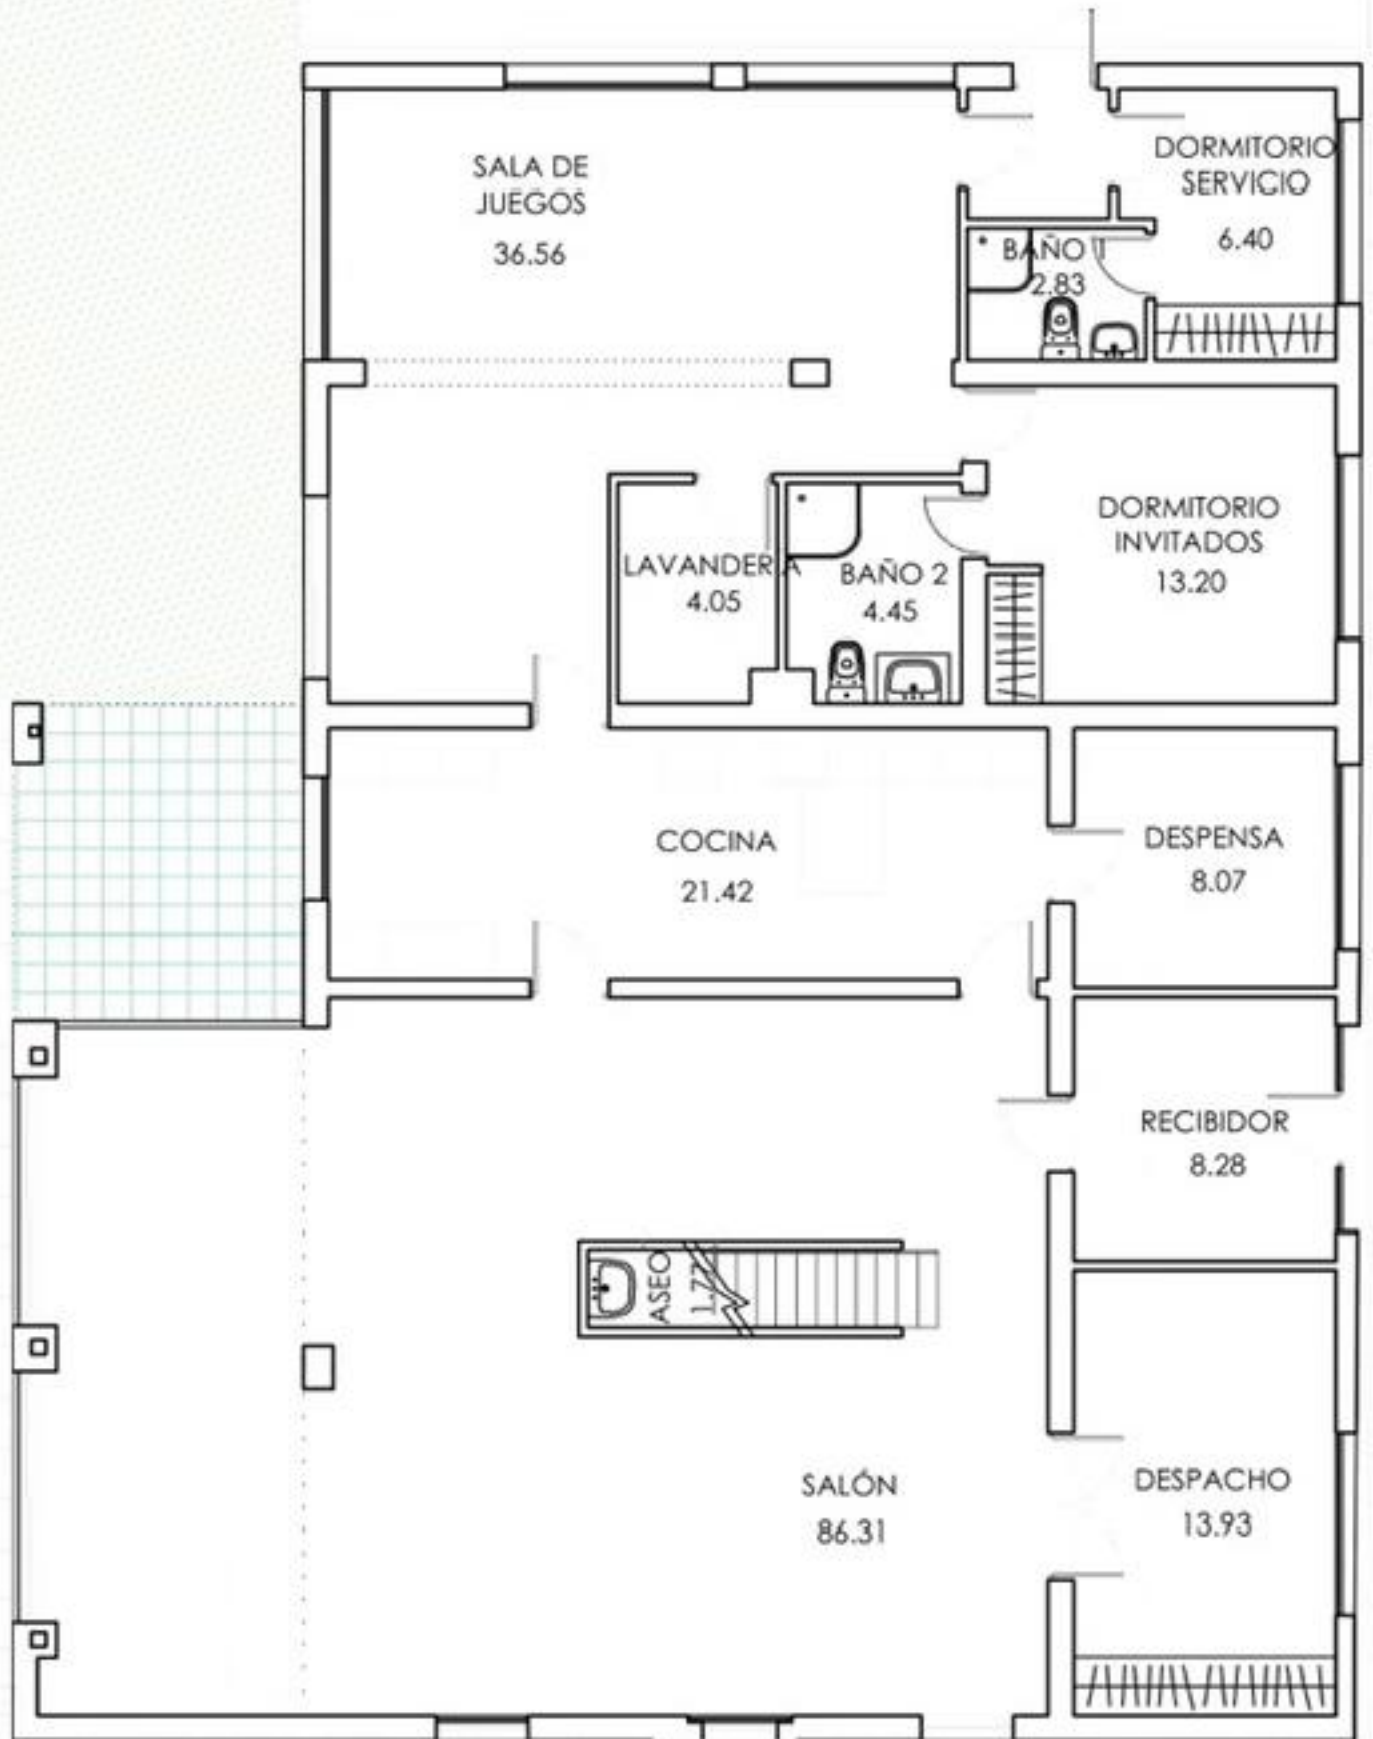 SALA DE
JUEGOS
36.56
DORMITORIO
SERVICIO
6.40
BAÑO 1
2.83
DORMITORIO
INVITADOS
13.20
LAVANDERIA
4.05
BAÑO 2
4.45
COCINA
21.42
DESPENSA
8.07
RECIBIDOR
8.28
ASEO
SALÓN
86.31
DESPACHO
13.93